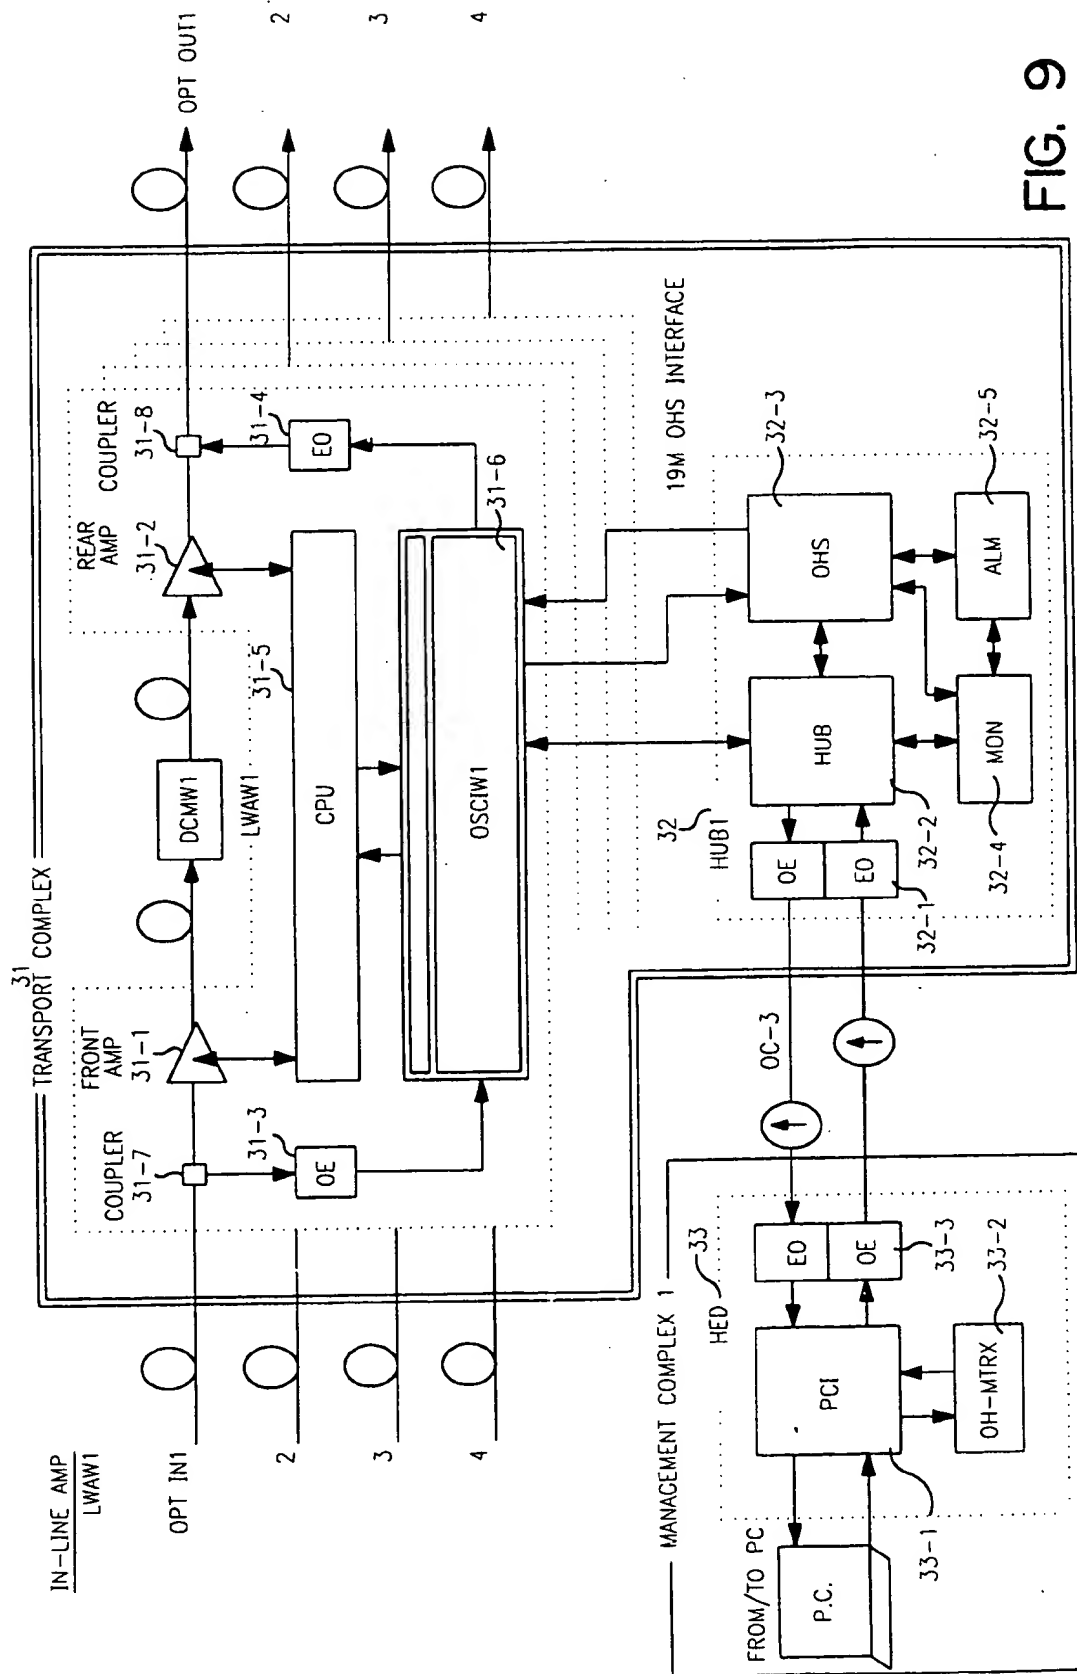 IN-LINE AMP
LWAW1
31
TRANSPORT COMPLEX
OPT IN1
2
3
4
COUPLER
31-7
FRONT
AMP
31-1
DCMW1
LWAW1
REAR
AMP
31-2
COUPLER
31-8
OPT OUT1
2
3
4
OE
31-3
CPU
31-5
EO
31-4
OSCIW1
31-6
19M OHS INTERFACE
32
HUB1
OE
EO
32-1
HUB
32-2
OHS
32-3
MON
32-4
ALM
32-5
OC-3
MANAGEMENT COMPLEX 1
HED
33
EO
OE
33-3
PCI
33-1
OH-MTRX
33-2
FROM/TO PC
P.C.
FIG. 9